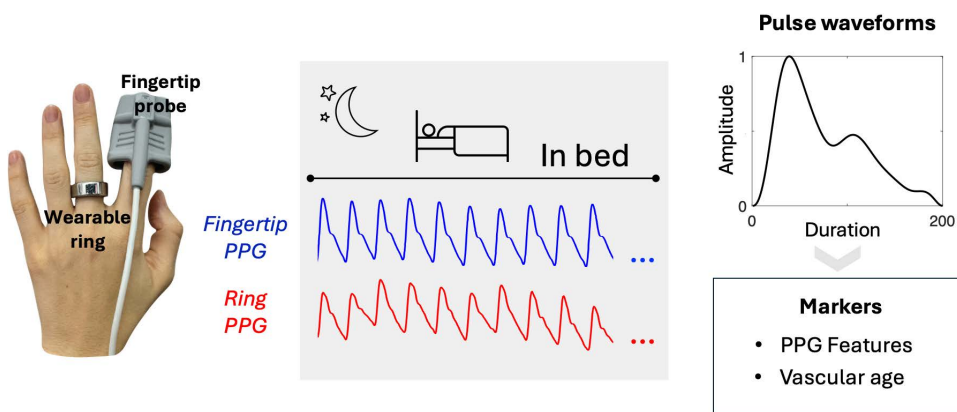 Fingertip
probe
Wearable
ring
In bed
Fingertip
PPG
...
Ring
PPG
...
Pulse waveforms
1
Amplitude
0
0
200
Duration
Markers
• PPG Features
• Vascular age